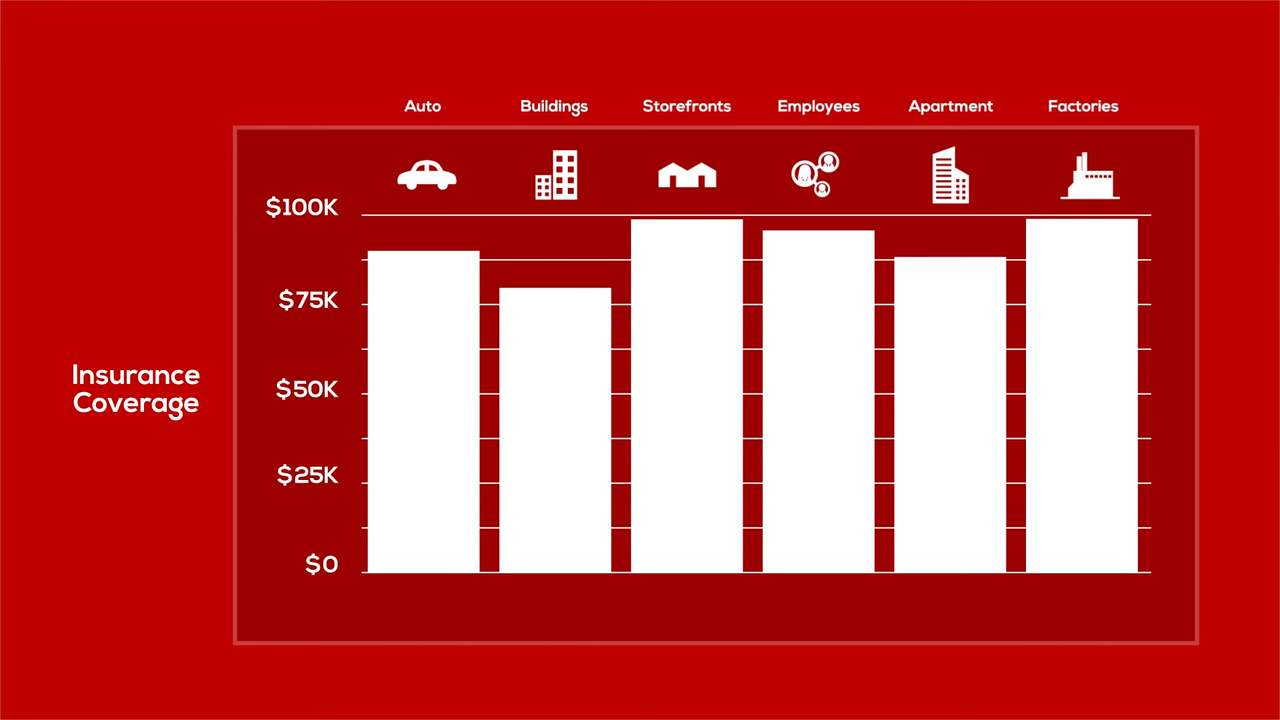 Auto
Buildings
Storefronts
Employees
Apartment
Factories
$100K
$75K
Insurance
Coverage
$50K
$25K
$0